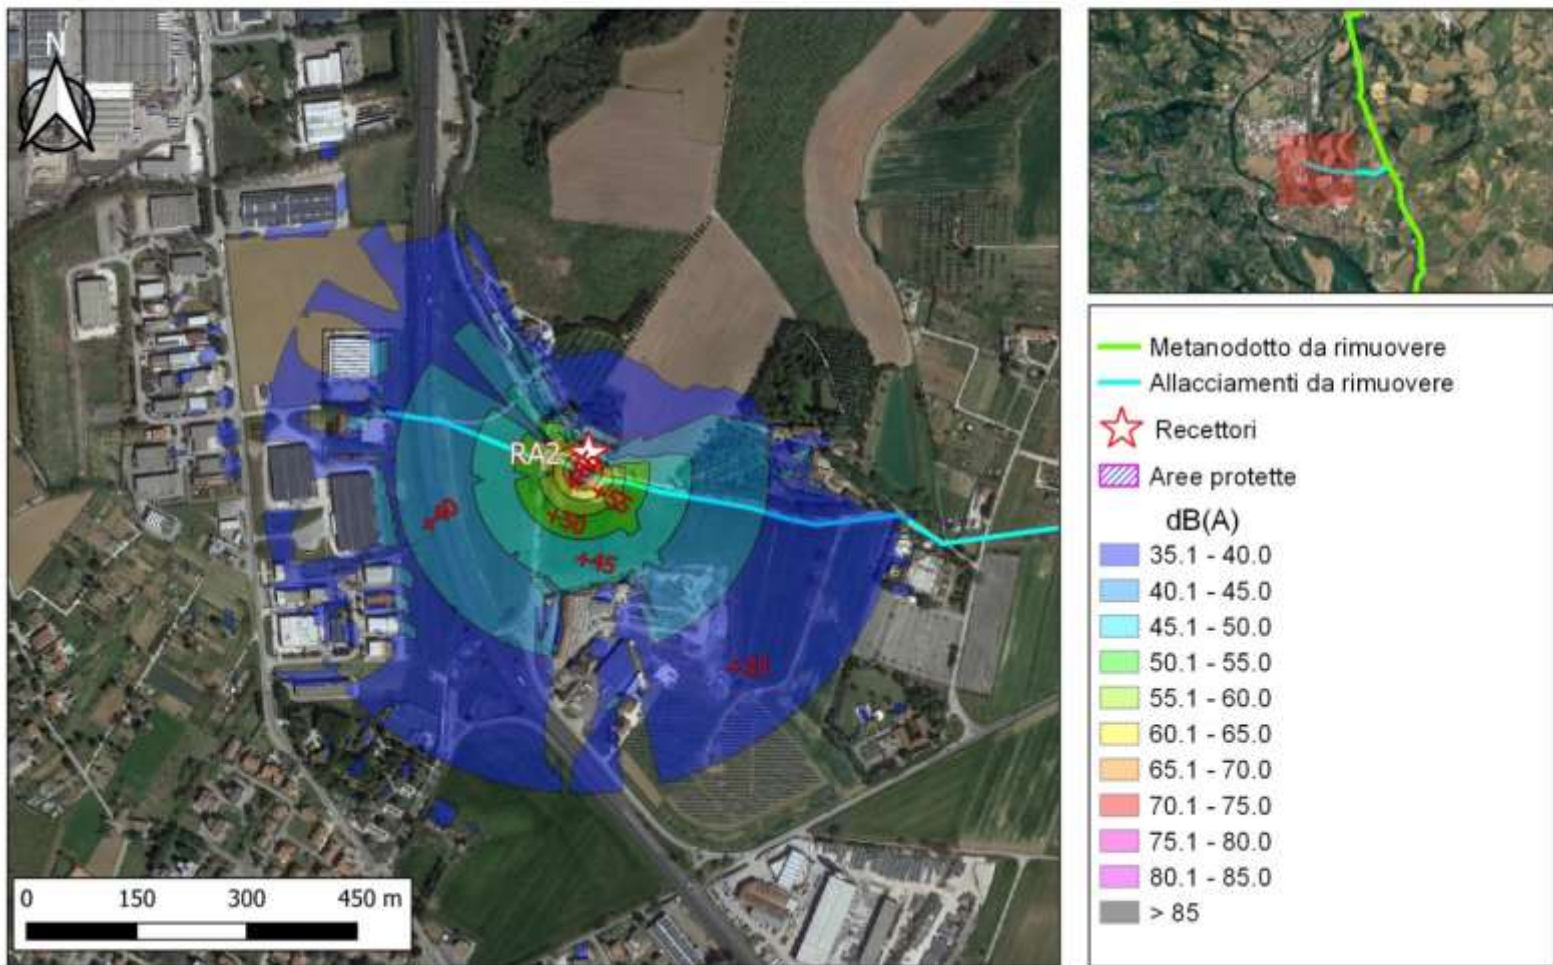 N
RA2
+55
+50
+40
+45
+35
0 150 300 450 m
Metanodotto da rimuovere
Allacciamenti da rimuovere
Recettori
Aree protette
dB(A)
35.1 - 40.0
40.1 - 45.0
45.1 - 50.0
50.1 - 55.0
55.1 - 60.0
60.1 - 65.0
65.1 - 70.0
70.1 - 75.0
75.1 - 80.0
80.1 - 85.0
> 85